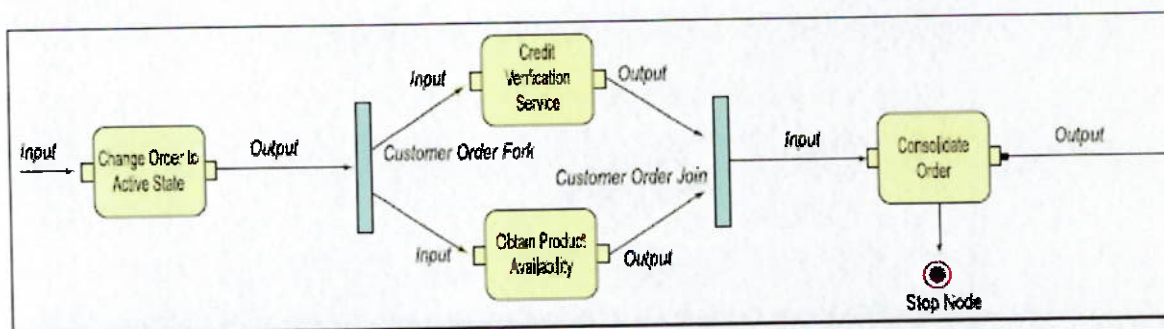 Credit
Verification
Service
Input
Output
Input
Change Order to
Active State
Output
Customer Order Fork
Customer Order Join
Input
Consolidate
Order
Output
Input
Obtain Product
Availability
Output
Stop Node